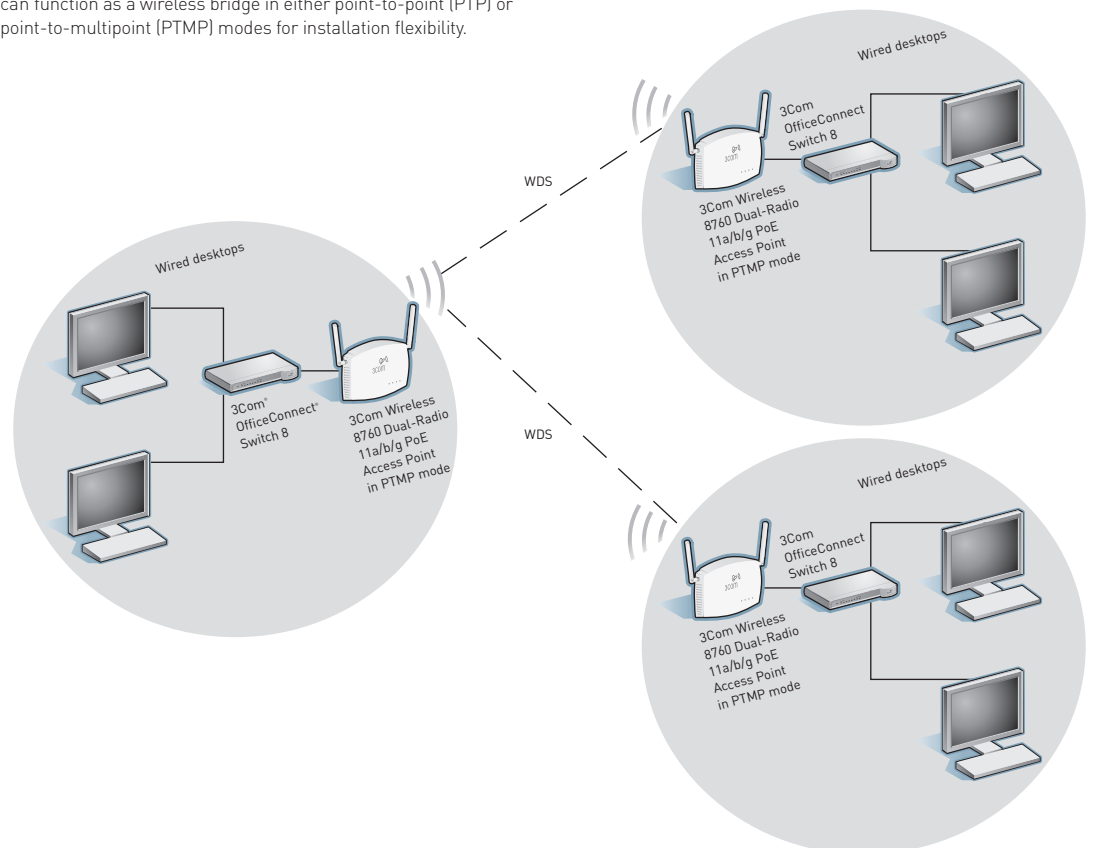 can function as a wireless bridge in either point-to-point (PTP) or
point-to-multipoint (PTMP) modes for installation flexibility.
Wired desktops
3Com
OfficeConnect
Switch 8
3Com
3Com Wireless
8760 Dual-Radio
11a/b/g PoE
Access Point
in PTMP mode
WDS
Wired desktops
3Com®
OfficeConnect®
Switch 8
3Com
3Com Wireless
8760 Dual-Radio
11a/b/g PoE
Access Point
in PTMP mode
WDS
Wired desktops
3Com
OfficeConnect
Switch 8
3Com
3Com Wireless
8760 Dual-Radio
11a/b/g PoE
Access Point
in PTMP mode